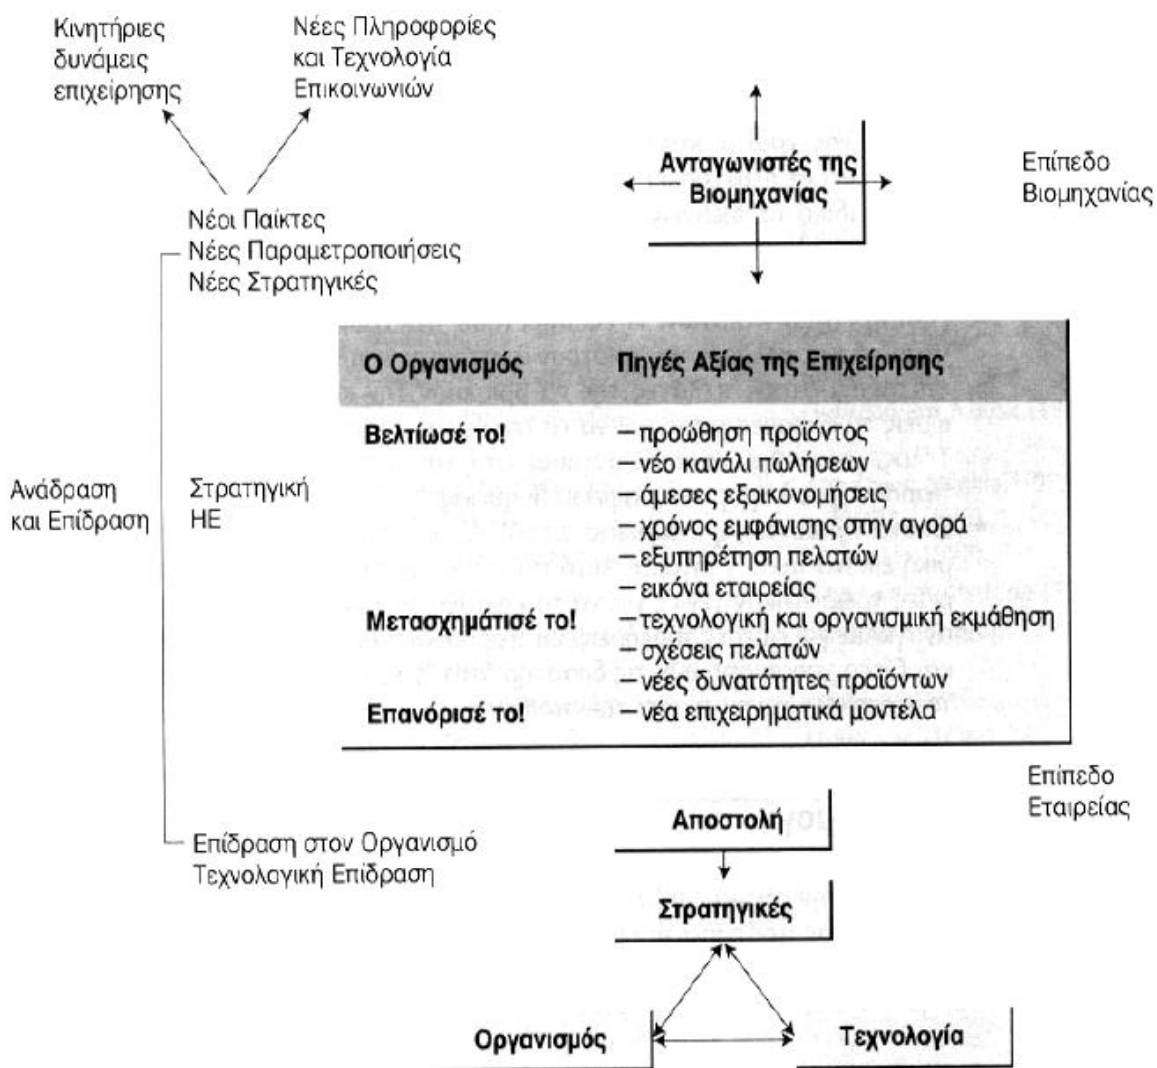 Κινητήριες
δυνάμεις
επιχείρησης
Νέες Πληροφορίες
και Τεχνολογία
Επικοινωνιών
Ανταγωνιστές της
Βιομηχανίας
Επίπεδο
Βιομηχανίας
Νέοι Παίκτες
Νέες Παραμετροποιήσεις
Νέες Στρατηγικές
Ο Οργανισμός Πηγές Αξίας της Επιχείρησης
Βελτίωσέ το! – προώθηση προϊόντος
– νέο κανάλι πωλήσεων
– άμεσες εξοικονομήσεις
– χρόνος εμφάνισης στην αγορά
– εξυπηρέτηση πελατών
– εικόνα εταιρείας
Μετασχημάτισέ το! – τεχνολογική και οργανισμική εκμάθηση
– σχέσεις πελατών
– νέες δυνατότητες προϊόντων
Επανόρισέ το! – νέα επιχειρηματικά μοντέλα
Ανάδραση
και Επίδραση
Στρατηγική
ΗΕ
Επίπεδο
Εταιρείας
Αποστολή
Επίδραση στον Οργανισμό
Τεχνολογική Επίδραση
Στρατηγικές
Οργανισμός
Τεχνολογία